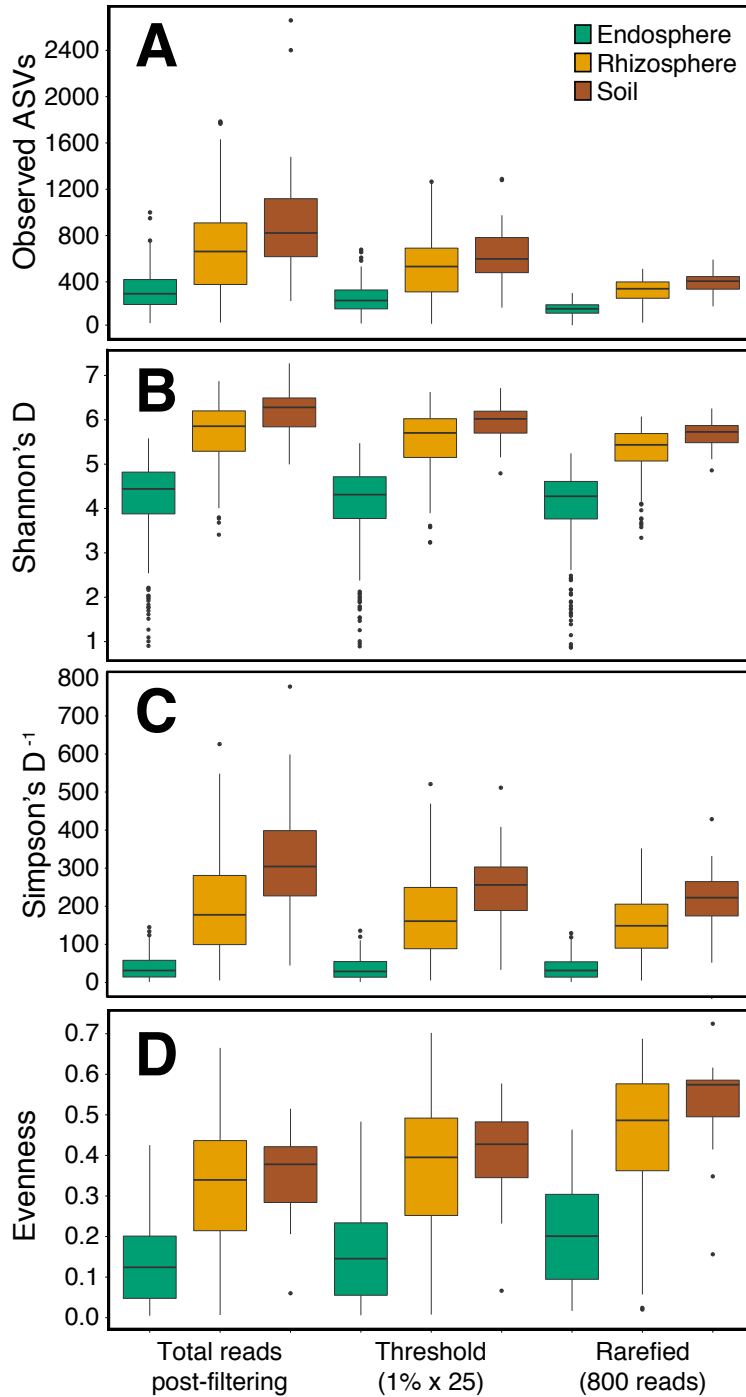 A
Endosphere
Rhizosphere
Soil
Observed ASVs
2400
2000
1600
1200
800
400
0
B
Shannon's D
7
6
5
4
3
2
1
C
Simpson's D⁻¹
800
700
600
500
400
300
200
100
0
D
Evenness
0.7
0.6
0.5
0.4
0.3
0.2
0.1
0.0
Total reads
post-filtering
Threshold
(1% x 25)
Rarefied
(800 reads)